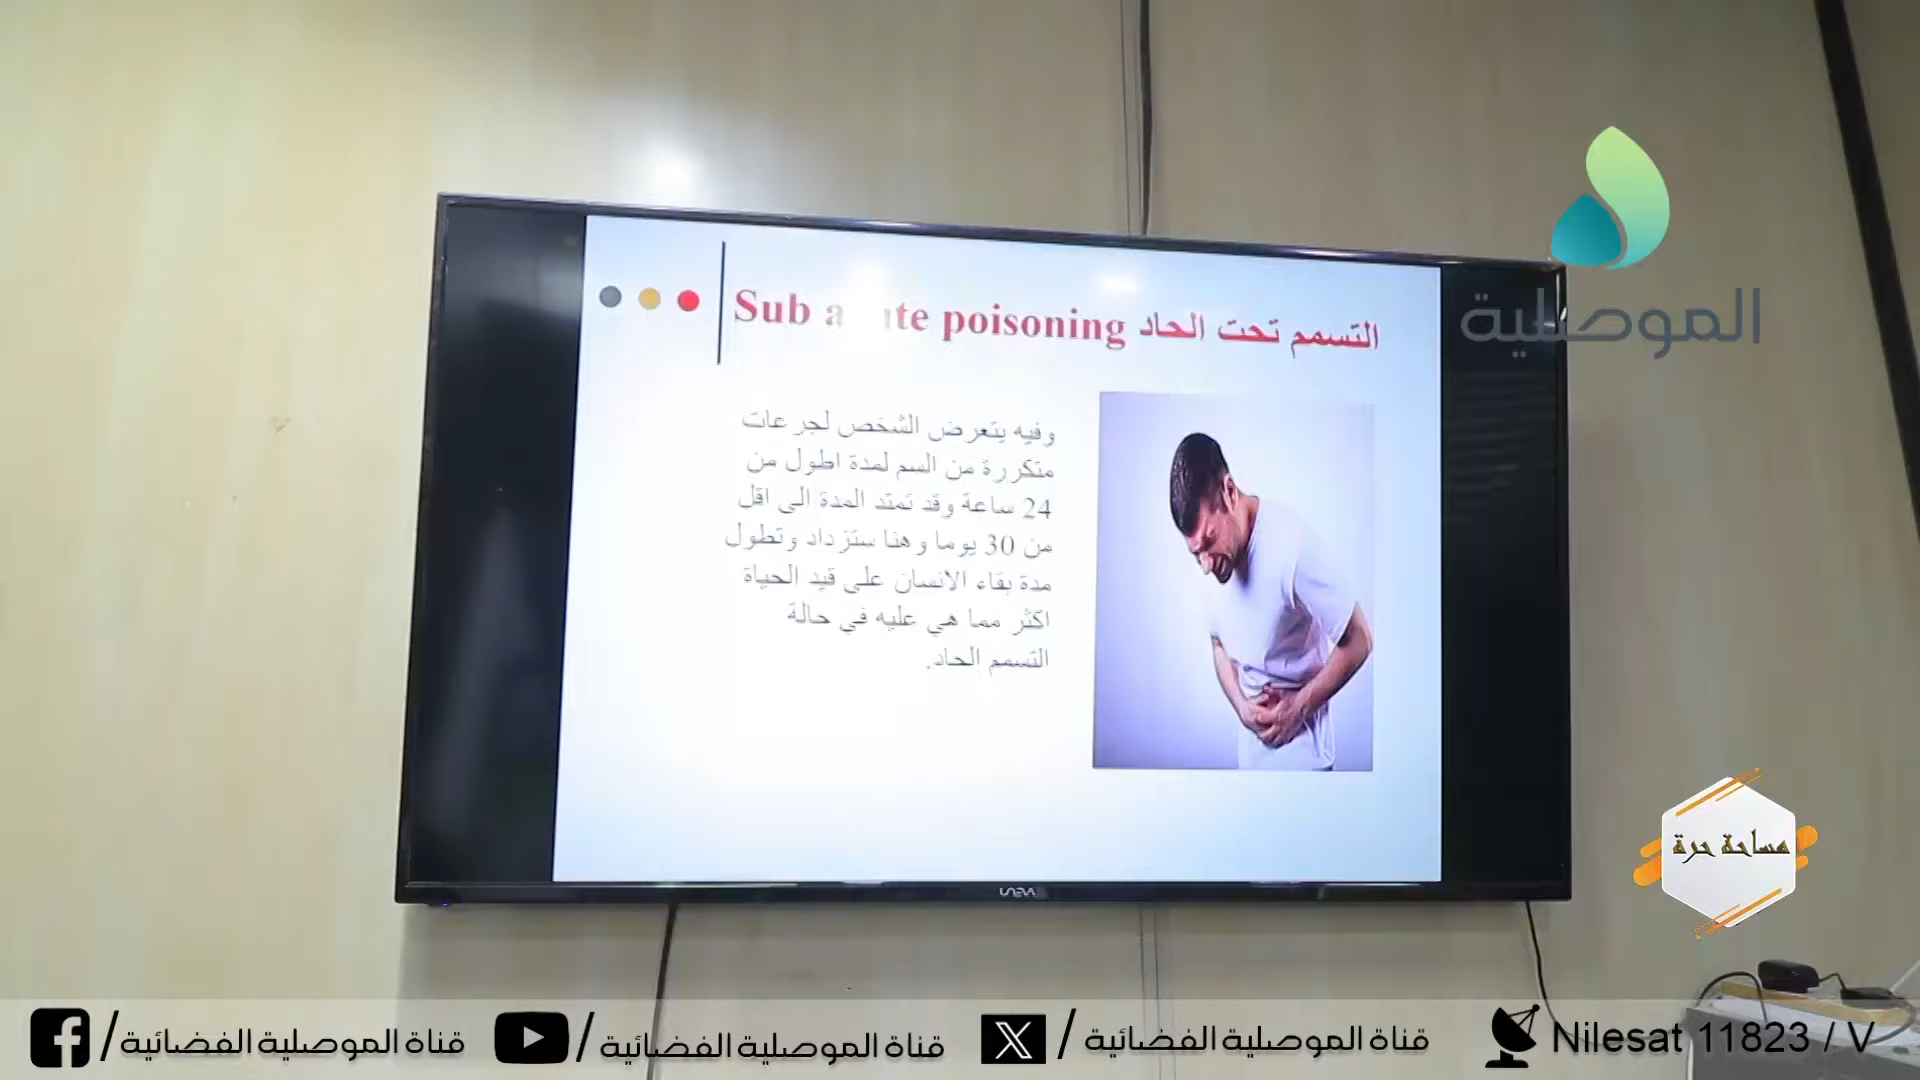 الموصلية
التسمم تحت الحاد Sub acute poisoning
وفيه يتعرض الشخص لجرعات
متكررة من السم لمدة اطول من
24 ساعة وقد تمتد المدة الى اقل
من 30 يوما وهنا ستزداد وتطول
مدة بقاء الانسان على قيد الحياة
اكثر مما هي عليه في حالة
التسمم الحاد.
مساحة حرة
/قناة الموصلية الفضائية
/قناة الموصلية الفضائية
/قناة الموصلية الفضائية
Nilesat 11823 / V